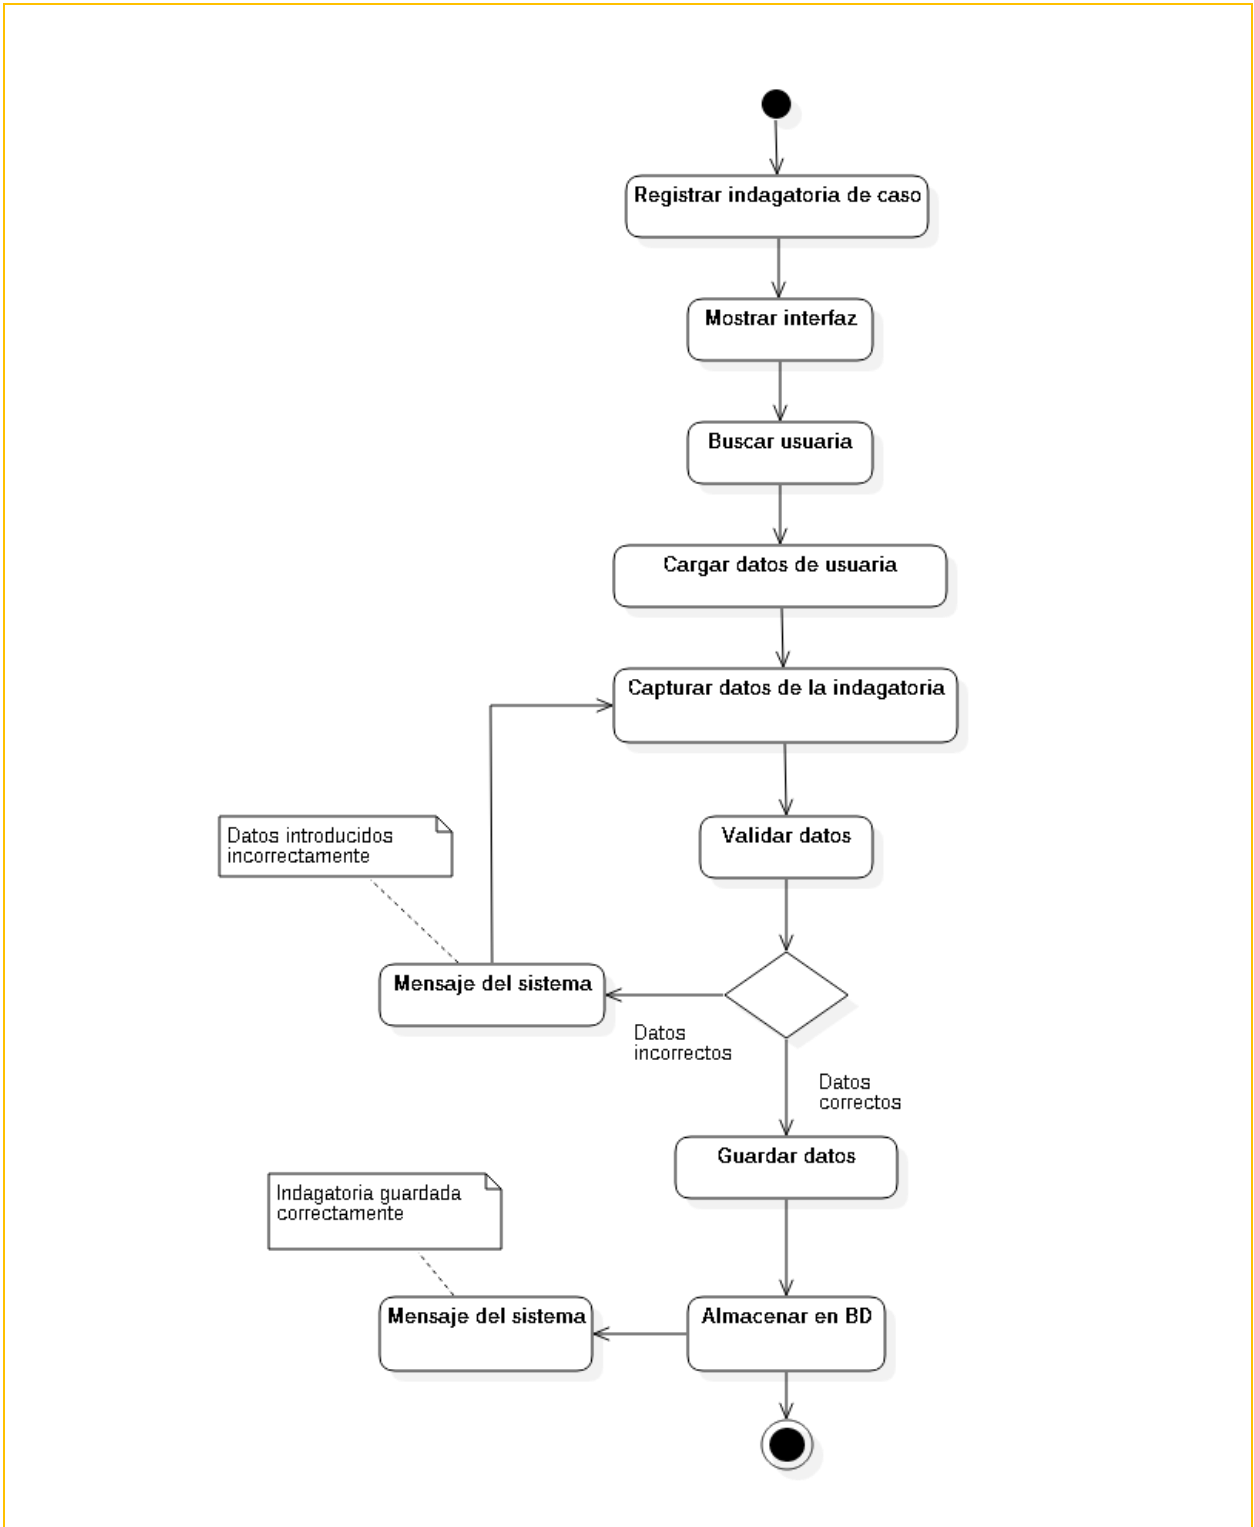 Registrar indagatoria de caso
Mostrar interfaz
Buscar usuaria
Cargar datos de usuaria
Capturar datos de la indagatoria
Datos introducidos
incorrectamente
Validar datos
Mensaje del sistema
Datos
incorrectos
Datos
correctos
Guardar datos
Indagatoria guardada
correctamente
Mensaje del sistema
Almacenar en BD